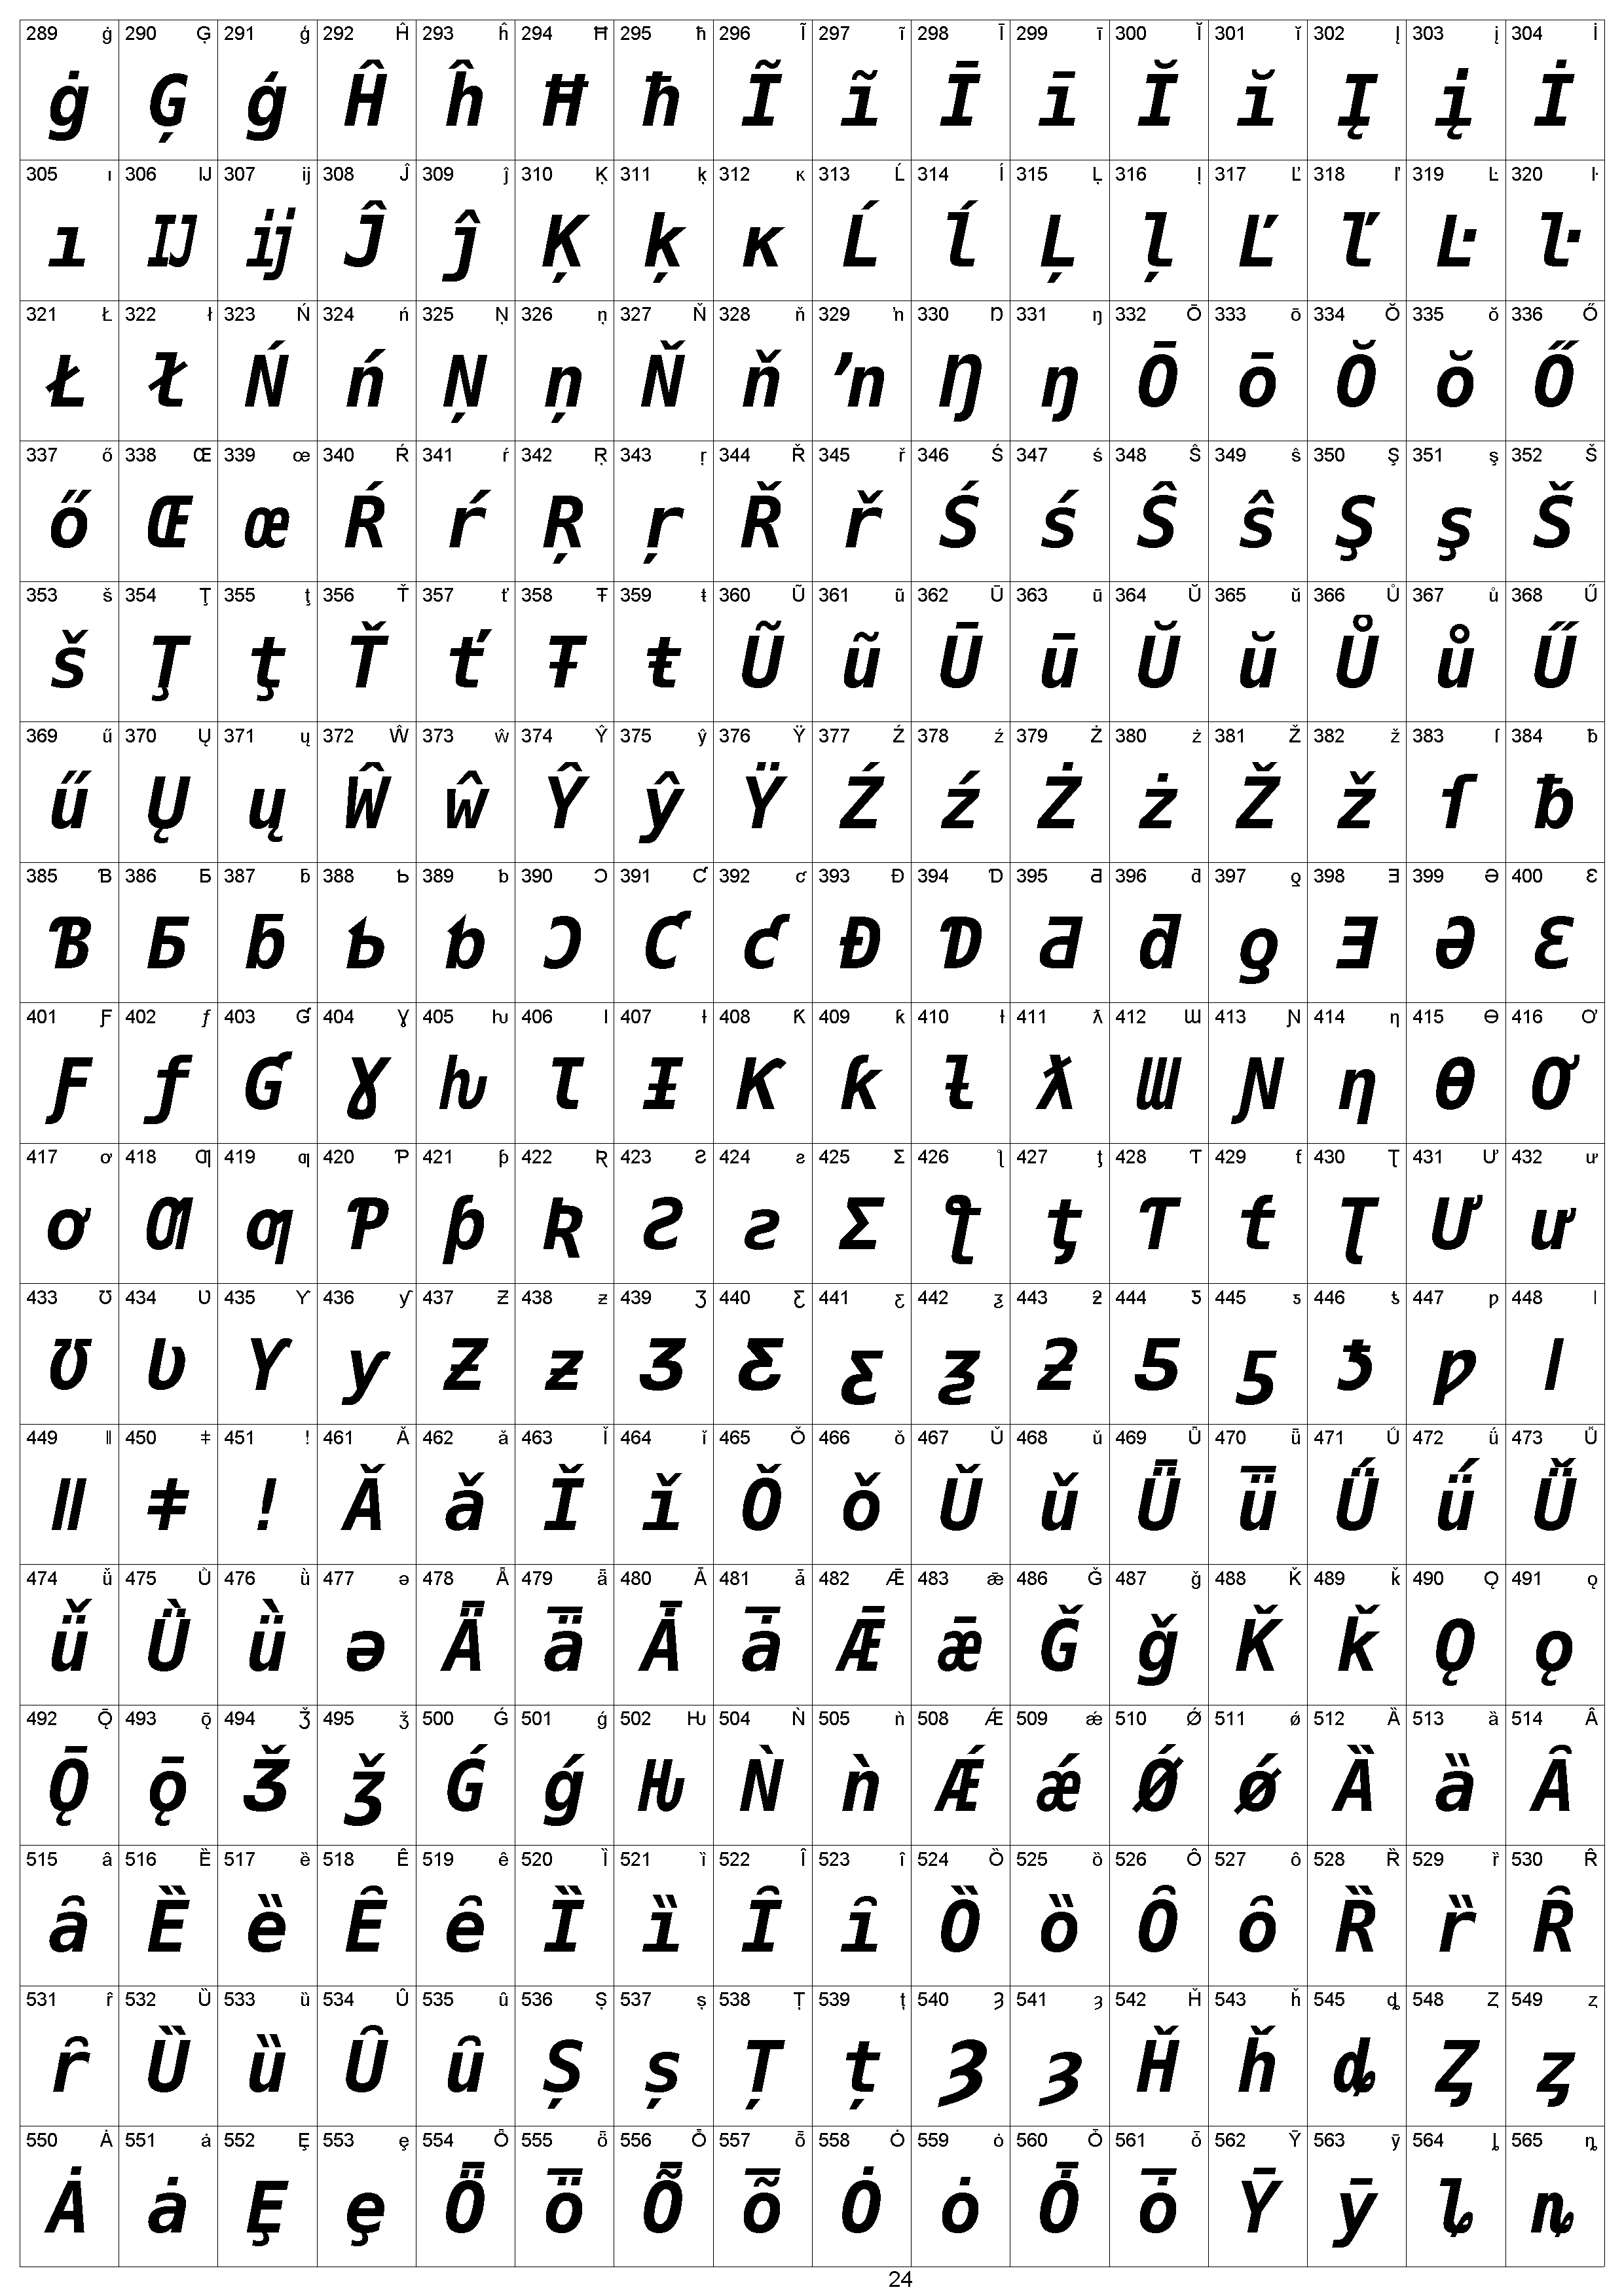 289 ġ 290 Ģ 291 ģ 292 Ĥ 293 ĥ 294 Ħ 295 ħ 296 Ĩ 297 ĩ 298 Ī 299 ī 300 Ĭ 301 ĭ 302 Į 303 į 304 İ
ġ Ģ ģ Ĥ ĥ Ħ ħ Ĩ ĩ Ī ī Ĭ ĭ Į į İ
305 ı 306 Ĳ 307 ĳ 308 Ĵ 309 ĵ 310 Ķ 311 ķ 312 ĸ 313 Ĺ 314 ĺ 315 Ļ 316 ļ 317 Ľ 318 ľ 319 Ŀ 320 ŀ
ı Ĳ ĳ Ĵ ĵ Ķ ķ ĸ Ĺ ĺ Ļ ļ Ľ ľ Ŀ ŀ
321 Ł 322 ł 323 Ń 324 ń 325 Ņ 326 ņ 327 Ň 328 ň 329 ŉ 330 Ŋ 331 ŋ 332 Ō 333 ō 334 Ŏ 335 ŏ 336 Ő
Ł ł Ń ń Ņ ņ Ň ň ŉ Ŋ ŋ Ō ō Ŏ ŏ Ő
337 ő 338 Œ 339 œ 340 Ŕ 341 ŕ 342 Ŗ 343 ŗ 344 Ř 345 ř 346 Ś 347 ś 348 Ŝ 349 ŝ 350 Ş 351 ş 352 Š
ő Œ œ Ŕ ŕ Ŗ ŗ Ř ř Ś ś Ŝ ŝ Ş ş Š
353 š 354 Ţ 355 ţ 356 Ť 357 ť 358 Ŧ 359 ŧ 360 Ũ 361 ũ 362 Ū 363 ū 364 Ŭ 365 ŭ 366 Ů 367 ů 368 Ű
š Ţ ţ Ť ť Ŧ ŧ Ũ ũ Ū ū Ŭ ŭ Ů ů Ű
369 ű 370 Ų 371 ų 372 Ŵ 373 ŵ 374 Ŷ 375 ŷ 376 Ÿ 377 Ź 378 ź 379 Ż 380 ż 381 Ž 382 ž 383 ſ 384 ƀ
ű Ų ų Ŵ ŵ Ŷ ŷ Ÿ Ź ź Ż ż Ž ž ſ ƀ
385 Ɓ 386 Ƃ 387 ƃ 388 Ƅ 389 ƅ 390 Ɔ 391 Ƈ 392 ƈ 393 Ɖ 394 Ɗ 395 Ƌ 396 ƌ 397 ƍ 398 Ǝ 399 Ə 400 Ɛ
Ɓ Ƃ ƃ Ƅ ƅ Ɔ Ƈ ƈ Ɖ Ɗ Ƌ ƌ ƍ Ǝ Ə Ɛ
401 Ƒ 402 ƒ 403 Ɠ 404 Ɣ 405 ƕ 406 Ɩ 407 Ɨ 408 Ƙ 409 ƙ 410 ƚ 411 ƛ 412 Ɯ 413 Ɲ 414 ƞ 415 Ɵ 416 Ơ
Ƒ ƒ Ɠ Ɣ ƕ Ɩ Ɨ Ƙ ƙ ƚ ƛ Ɯ Ɲ ƞ Ɵ Ơ
417 ơ 418 Ƣ 419 ƣ 420 Ƥ 421 ƥ 422 Ʀ 423 Ƨ 424 ƨ 425 Ʃ 426 ƪ 427 ƫ 428 Ƭ 429 ƭ 430 Ʈ 431 Ư 432 ư
ơ Ƣ ƣ Ƥ ƥ Ʀ Ƨ ƨ Ʃ ƪ ƫ Ƭ ƭ Ʈ Ư ư
433 Ʊ 434 Ʋ 435 Ƴ 436 ƴ 437 Ƶ 438 ƶ 439 Ʒ 440 Ƹ 441 ƹ 442 ƺ 443 ƻ 444 Ƽ 445 ƽ 446 ƾ 447 ƿ 448 ǀ
Ʊ Ʋ Ƴ ƴ Ƶ ƶ Ʒ Ƹ ƹ ƺ ƻ Ƽ ƽ ƾ ƿ ǀ
449 ǁ 450 ǂ 451 ǃ 461 Ǎ 462 ǎ 463 Ǐ 464 ǐ 465 Ǒ 466 ǒ 467 Ǔ 468 ǔ 469 Ǖ 470 ǖ 471 Ǘ 472 ǘ 473 Ǚ
ǁ ǂ ǃ Ǎ ǎ Ǐ ǐ Ǒ ǒ Ǔ ǔ Ǖ ǖ Ǘ ǘ Ǚ
474 ǚ 475 Ǜ 476 ǜ 477 ǝ 478 Ǟ 479 ǟ 480 Ǡ 481 ǡ 482 Ǣ 483 ǣ 486 Ǧ 487 ǧ 488 Ǩ 489 ǩ 490 Ǫ 491 ǫ
ǚ Ǜ ǜ ǝ Ǟ ǟ Ǡ ǡ Ǣ ǣ Ǧ ǧ Ǩ ǩ Ǫ ǫ
492 Ǭ 493 ǭ 494 Ǯ 495 ǯ 500 Ǵ 501 ǵ 502 Ƕ 504 Ǹ 505 ǹ 508 Ǽ 509 ǽ 510 Ǿ 511 ǿ 512 Ȁ 513 ȁ 514 Ȃ
Ǭ ǭ Ǯ ǯ Ǵ ǵ Ƕ Ǹ ǹ Ǽ ǽ Ǿ ǿ Ȁ ȁ Ȃ
515 ȃ 516 Ȅ 517 ȅ 518 Ȇ 519 ȇ 520 Ȉ 521 ȉ 522 Ȋ 523 ȋ 524 Ȍ 525 ȍ 526 Ȏ 527 ȏ 528 Ȑ 529 ȑ 530 Ȓ
ȃ Ȅ ȅ Ȇ ȇ Ȉ ȉ Ȋ ȋ Ȍ ȍ Ȏ ȏ Ȑ ȑ Ȓ
531 ȓ 532 Ȕ 533 ȕ 534 Ȗ 535 ȗ 536 Ș 537 ș 538 Ț 539 ț 540 Ȝ 541 ȝ 542 Ȟ 543 ȟ 545 ȡ 548 Ȥ 549 ȥ
ȓ Ȕ ȕ Ȗ ȗ Ș ș Ț ț Ȝ ȝ Ȟ ȟ ȡ Ȥ ȥ
550 Ȧ 551 ȧ 552 Ȩ 553 ȩ 554 Ȫ 555 ȫ 556 Ȭ 557 ȭ 558 Ȯ 559 ȯ 560 Ȱ 561 ȱ 562 Ȳ 563 ȳ 564 ȴ 565 ȵ
Ȧ ȧ Ȩ ȩ Ȫ ȫ Ȭ ȭ Ȯ ȯ Ȱ ȱ Ȳ ȳ ȴ ȵ
24